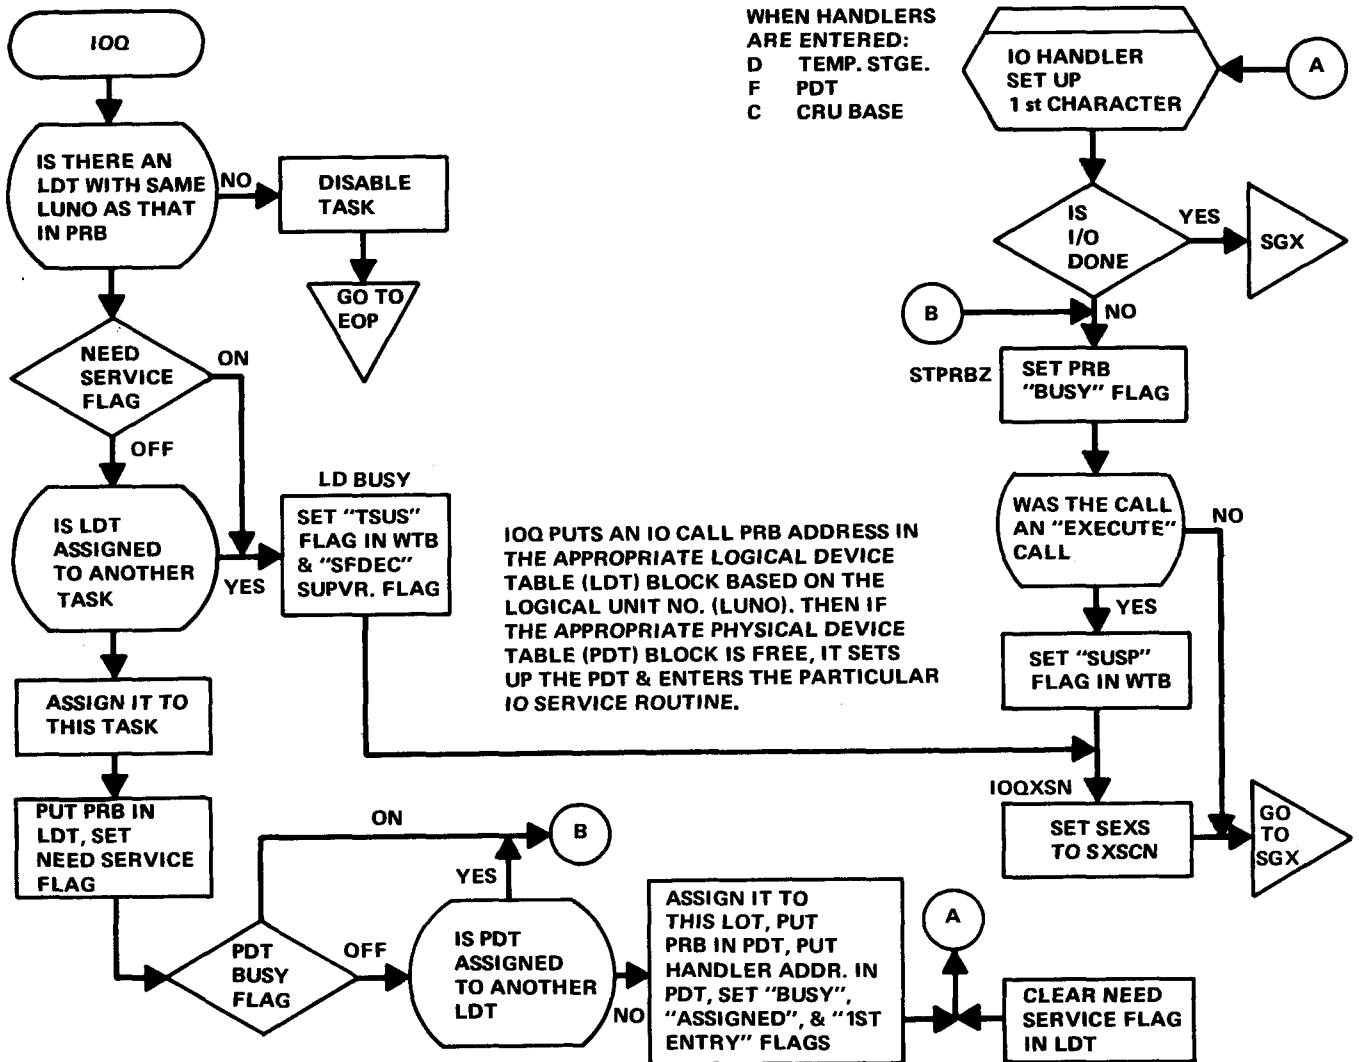 IOQ
IS THERE AN
LDT WITH SAME
LUNO AS THAT
IN PRB
NO
DISABLE
TASK
GO TO
EOP
NEED
SERVICE
FLAG
ON
OFF
IS LDT
ASSIGNED
TO ANOTHER
TASK
YES
LD BUSY
SET "TSUS"
FLAG IN WTB
& "SFDEC"
SUPVR. FLAG
ASSIGN IT TO
THIS TASK
PUT PRB IN
LDT, SET
NEED SERVICE
FLAG
PDT
BUSY
FLAG
ON
OFF
B
YES
IS PDT
ASSIGNED
TO ANOTHER
LDT
NO
ASSIGN IT TO
THIS LOT, PUT
PRB IN PDT, PUT
HANDLER ADDR. IN
PDT, SET "BUSY",
"ASSIGNED", & "1ST
ENTRY" FLAGS
A
CLEAR NEED
SERVICE FLAG
IN LDT
IOQ PUTS AN IO CALL PRB ADDRESS IN
THE APPROPRIATE LOGICAL DEVICE
TABLE (LDT) BLOCK BASED ON THE
LOGICAL UNIT NO. (LUNO). THEN IF
THE APPROPRIATE PHYSICAL DEVICE
TABLE (PDT) BLOCK IS FREE, IT SETS
UP THE PDT & ENTERS THE PARTICULAR
IO SERVICE ROUTINE.
WHEN HANDLERS
ARE ENTERED:
D TEMP. STGE.
F PDT
C CRU BASE
IO HANDLER
SET UP
1 st CHARACTER
A
IS
I/O
DONE
YES
SGX
B
NO
STPRBZ
SET PRB
"BUSY" FLAG
WAS THE CALL
AN "EXECUTE"
CALL
NO
YES
SET "SUSP"
FLAG IN WTB
IOQXSN
SET SEXS
TO SXSCN
GO
TO
SGX